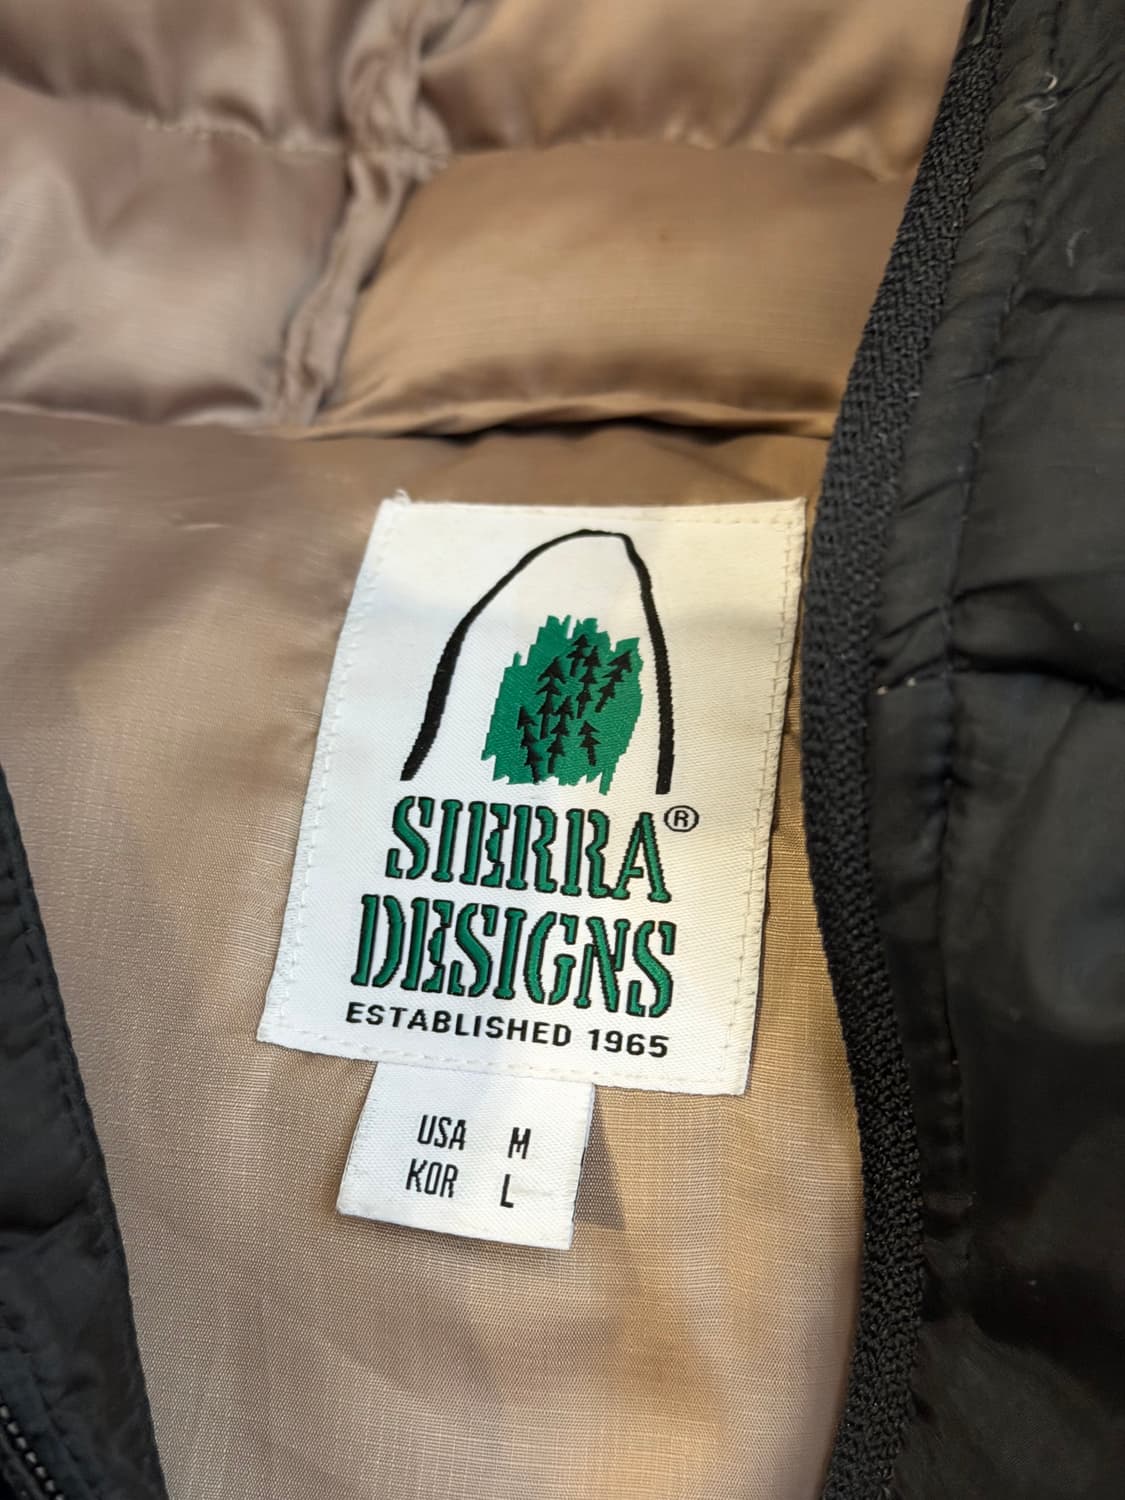 SIERRA®
DESIGNS
ESTABLISHED 1965
USA M
KOR L